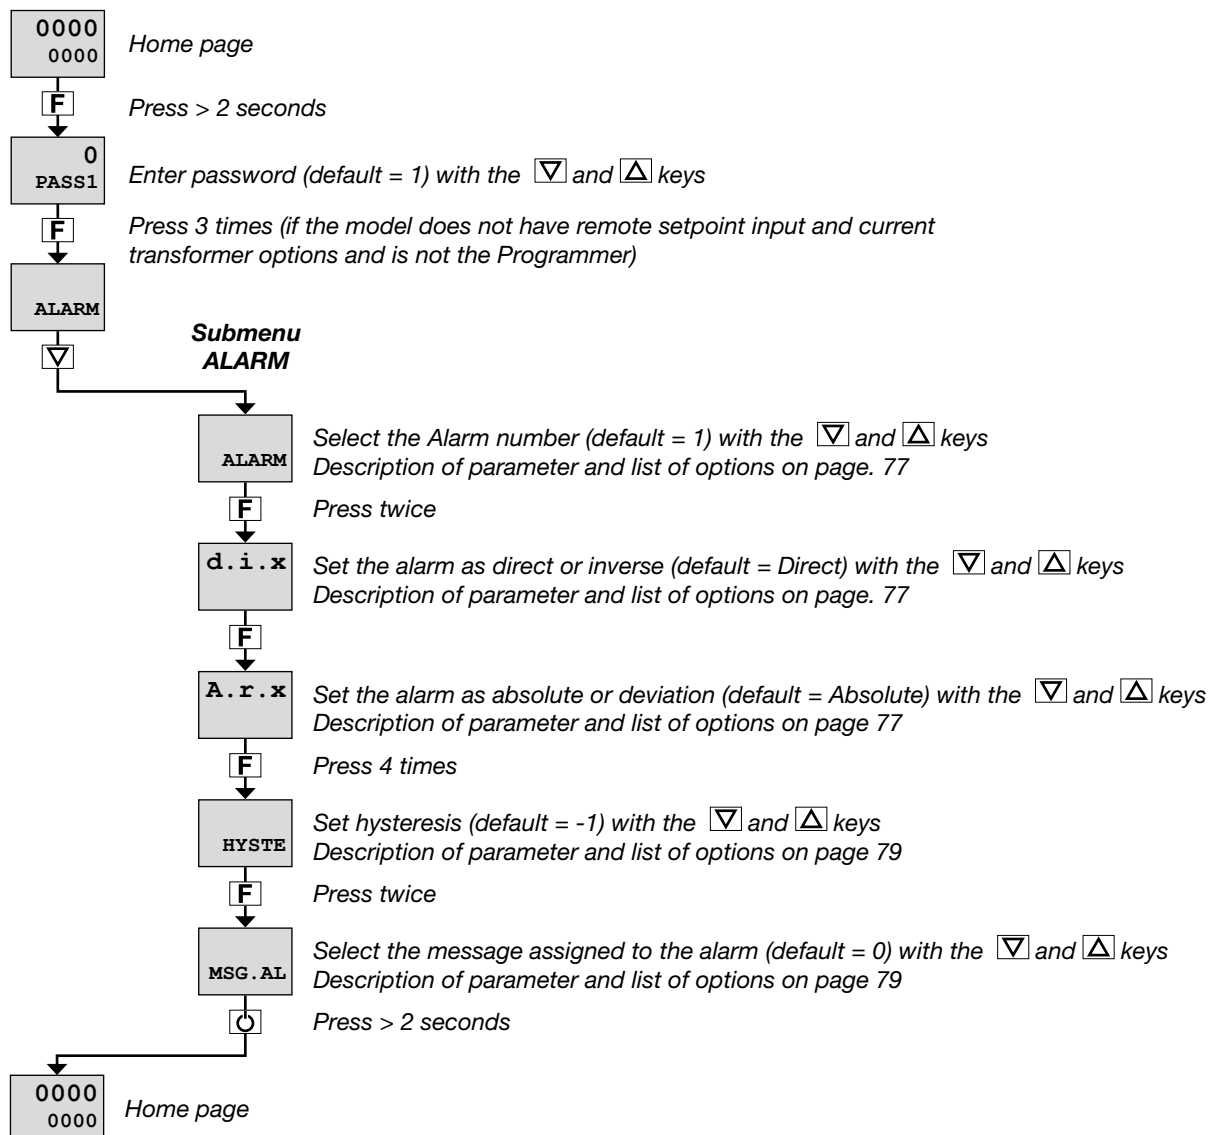 0000
0000
Home page
F
Press > 2 seconds
0
PASS1
Enter password (default = 1) with the ▽ and △ keys
F
Press 3 times (if the model does not have remote setpoint input and current
transformer options and is not the Programmer)
ALARM
Submenu
ALARM
▽
ALARM
Select the Alarm number (default = 1) with the ▽ and △ keys
Description of parameter and list of options on page. 77
F
Press twice
d.i.x
Set the alarm as direct or inverse (default = Direct) with the ▽ and △ keys
Description of parameter and list of options on page. 77
F
A.r.x
Set the alarm as absolute or deviation (default = Absolute) with the ▽ and △ keys
Description of parameter and list of options on page 77
F
Press 4 times
HYSTE
Set hysteresis (default = -1) with the ▽ and △ keys
Description of parameter and list of options on page 79
F
Press twice
MSG.AL
Select the message assigned to the alarm (default = 0) with the ▽ and △ keys
Description of parameter and list of options on page 79
Press > 2 seconds
0000
0000
Home page